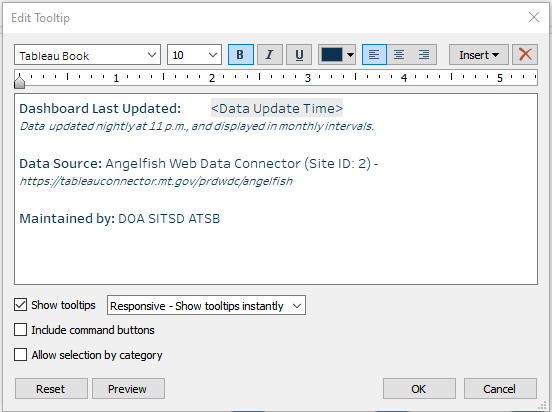 Edit Tooltip
Tableau Book 10 B I U Insert
1 2 3 4 5
Dashboard Last Updated: <Data Update Time>
Data updated nightly at 11 p.m., and displayed in monthly intervals.
Data Source: Angelfish Web Data Connector (Site ID: 2) -
https://tableauconnector.mt.gov/prdwdc/angelfish
Maintained by: DOA SITSD ATSB
Show tooltips Responsive - Show tooltips instantly
Include command buttons
Allow selection by category
Reset Preview OK Cancel